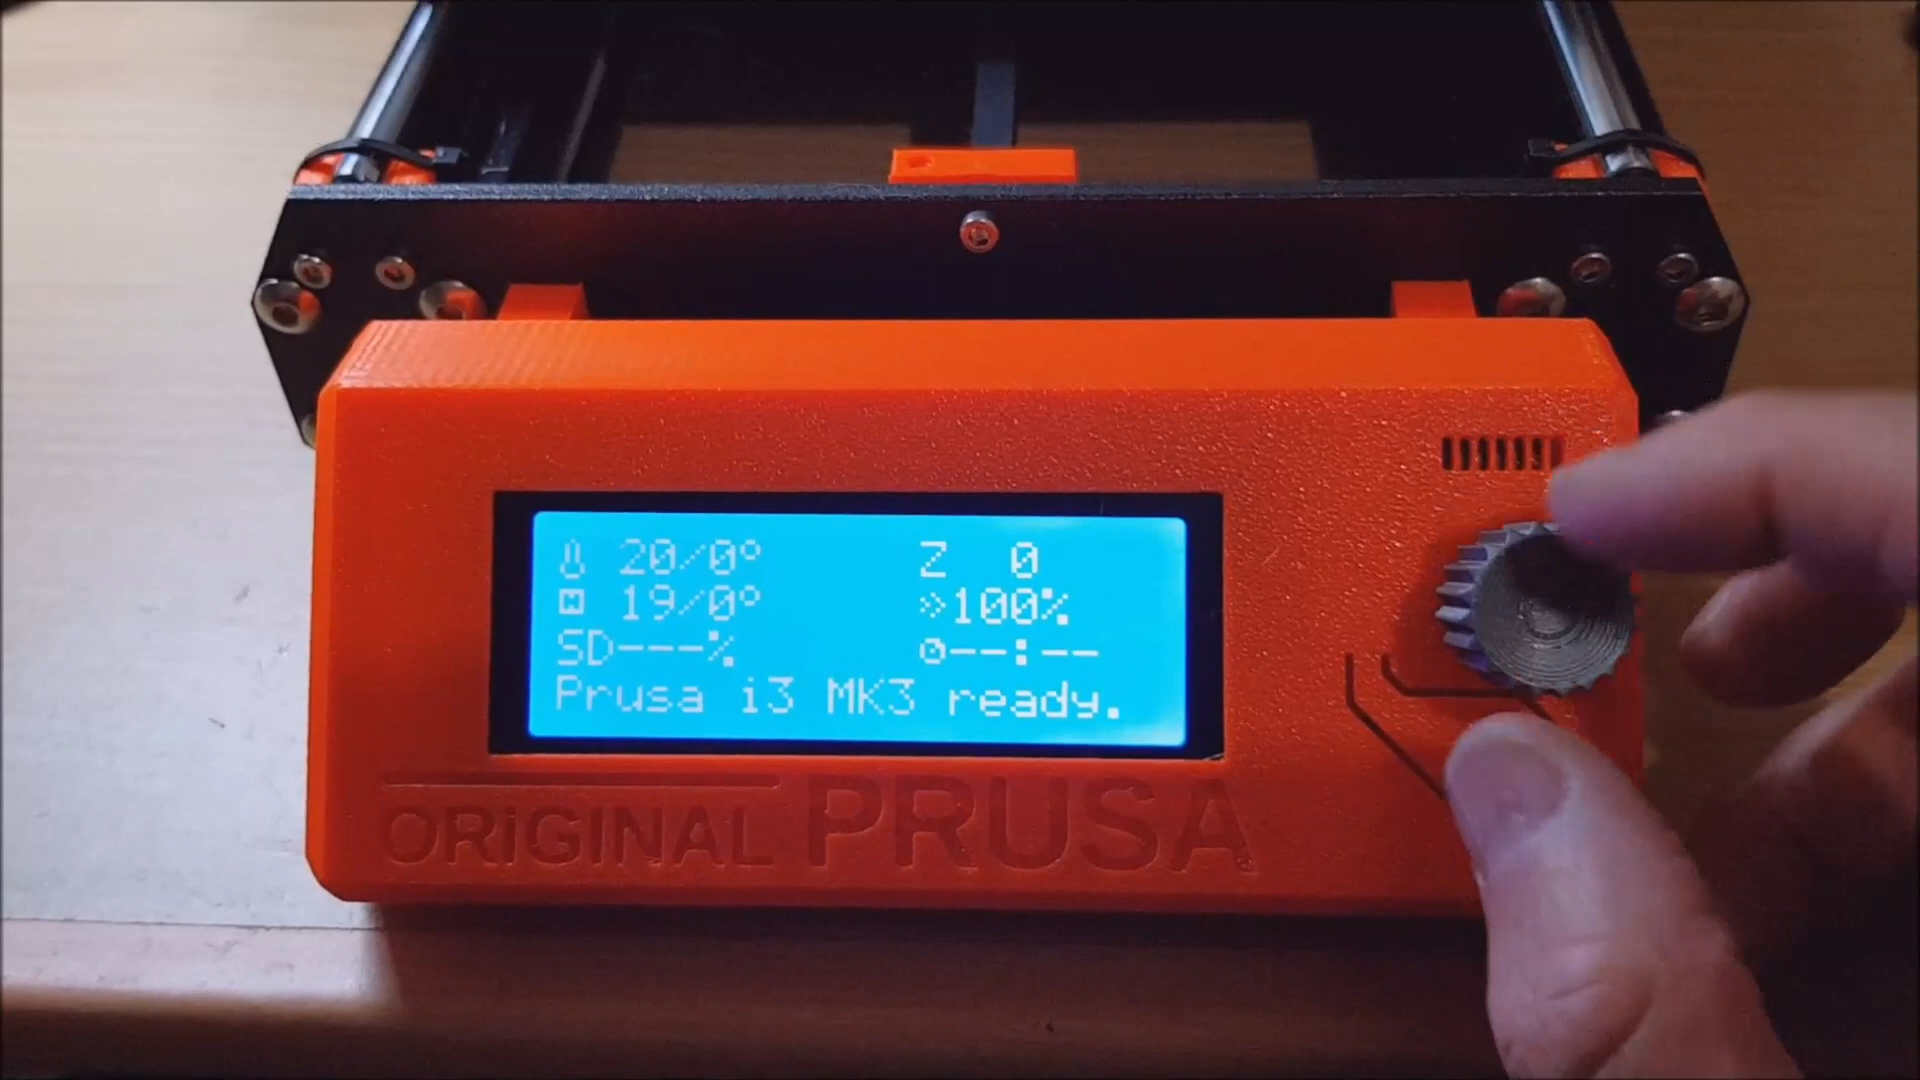 20/0° Z 0
19/0° »100%
SD---% --:--
Prusa i3 MK3 ready.
ORIGINAL PRUSA